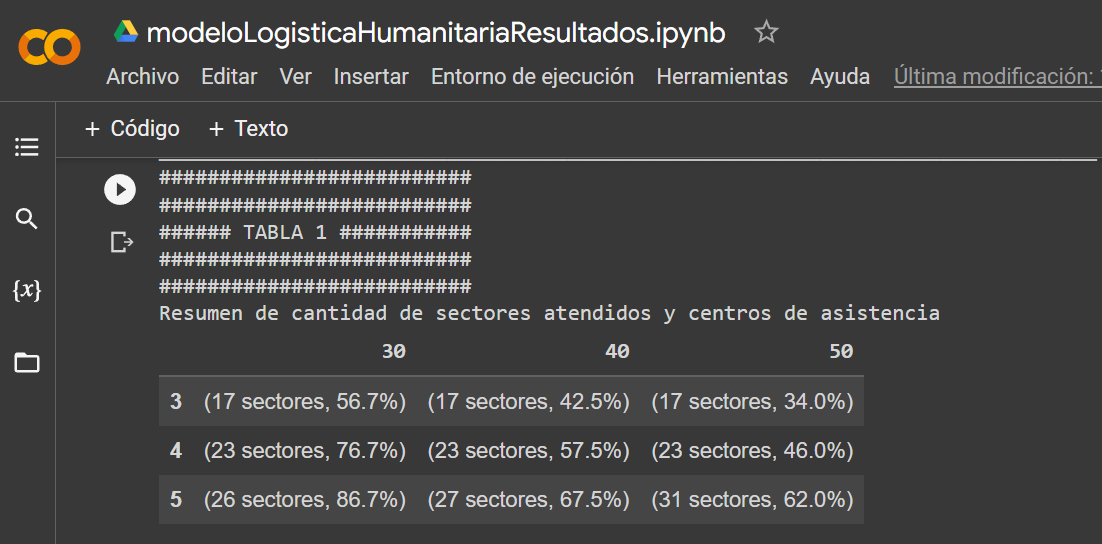 modeloLogisticaHumanitariaResultados.ipynb
Archivo Editar Ver Insertar Entorno de ejecución Herramientas Ayuda Última modificación:
+ Código + Texto
##########################
##########################
###### TABLA 1 ###########
##########################
##########################
Resumen de cantidad de sectores atendidos y centros de asistencia
30 40 50
3 (17 sectores, 56.7%) (17 sectores, 42.5%) (17 sectores, 34.0%)
{x}
4 (23 sectores, 76.7%) (23 sectores, 57.5%) (23 sectores, 46.0%)
5 (26 sectores, 86.7%) (27 sectores, 67.5%) (31 sectores, 62.0%)